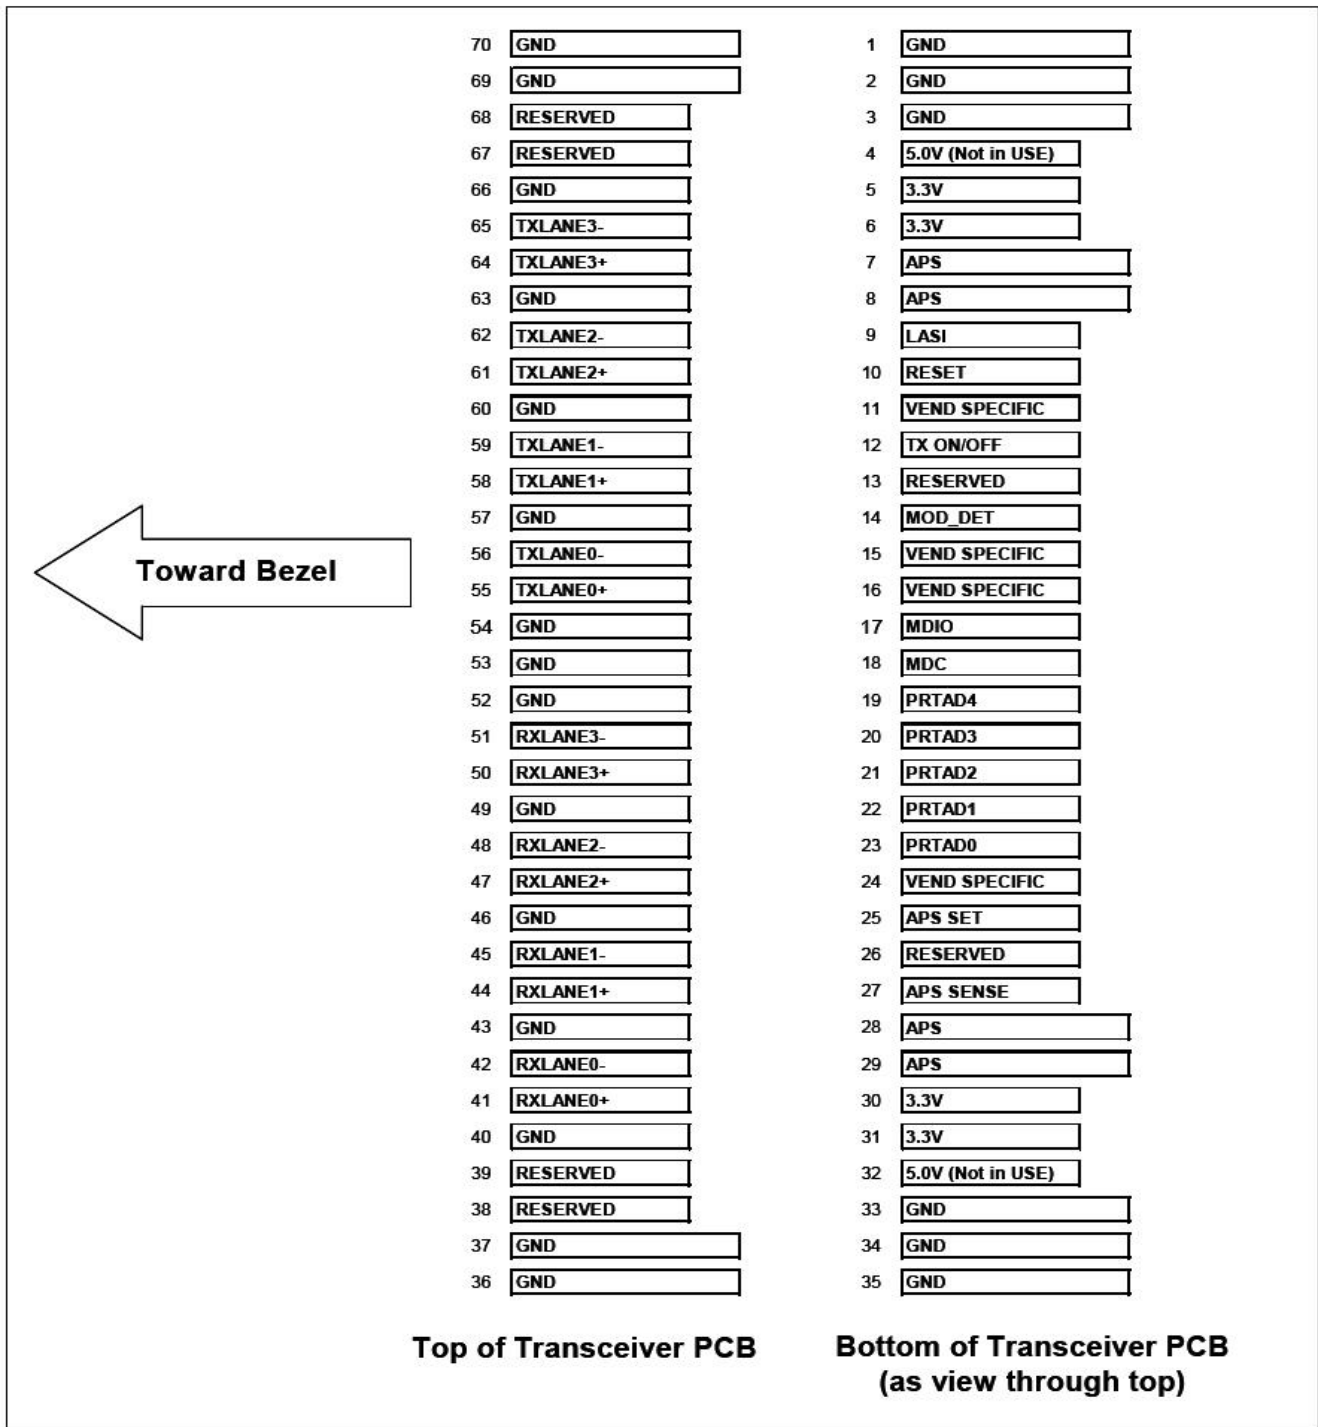 70 GND 1 GND
69 GND 2 GND
68 RESERVED 3 GND
67 RESERVED 4 5.0V (Not in USE)
66 GND 5 3.3V
65 TXLANE3- 6 3.3V
64 TXLANE3+ 7 APS
63 GND 8 APS
62 TXLANE2- 9 LASI
61 TXLANE2+ 10 RESET
60 GND 11 VEND SPECIFIC
59 TXLANE1- 12 TX ON/OFF
58 TXLANE1+ 13 RESERVED
57 GND 14 MOD_DET
56 TXLANE0- 15 VEND SPECIFIC
Toward Bezel
55 TXLANE0+ 16 VEND SPECIFIC
54 GND 17 MDIO
53 GND 18 MDC
52 GND 19 PRTAD4
51 RXLANE3- 20 PRTAD3
50 RXLANE3+ 21 PRTAD2
49 GND 22 PRTAD1
48 RXLANE2- 23 PRTAD0
47 RXLANE2+ 24 VEND SPECIFIC
46 GND 25 APS SET
45 RXLANE1- 26 RESERVED
44 RXLANE1+ 27 APS SENSE
43 GND 28 APS
42 RXLANE0- 29 APS
41 RXLANE0+ 30 3.3V
40 GND 31 3.3V
39 RESERVED 32 5.0V (Not in USE)
38 RESERVED 33 GND
37 GND 34 GND
36 GND 35 GND
Top of Transceiver PCB
Bottom of Transceiver PCB
(as view through top)